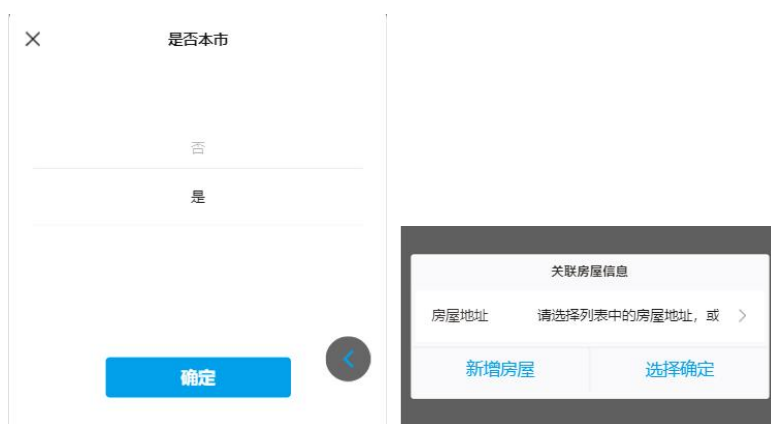 是否本市
否
是
确定
关联房屋信息
房屋地址 请选择列表中的房屋地址，或
新增房屋 选择确定